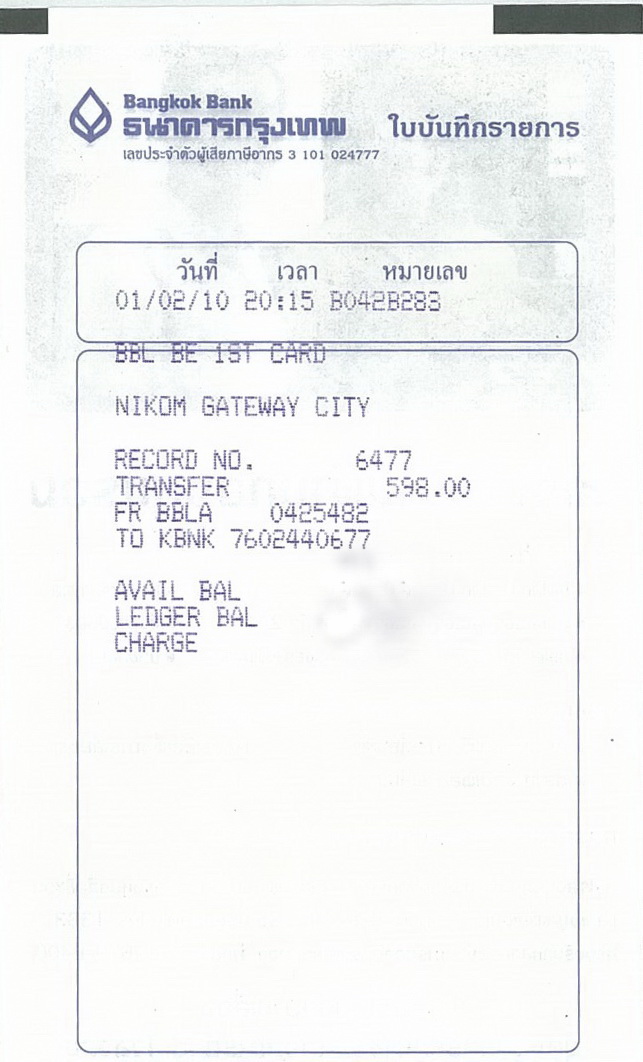 Bangkok Bank
ธนาคารกรุงเทพ ใบบันทึกรายการ
เลขประจำตัวผู้เสียภาษีอากร 3 101 024777
วันที่ เวลา หมายเลข
01/02/10 20:15 B042B283
BBL BE 1ST CARD
NIKOM GATEWAY CITY
RECORD NO. 6477
TRANSFER 598.00
FR BBLA 0425482
TO KBNK 7602440677
AVAIL BAL
LEDGER BAL
CHARGE